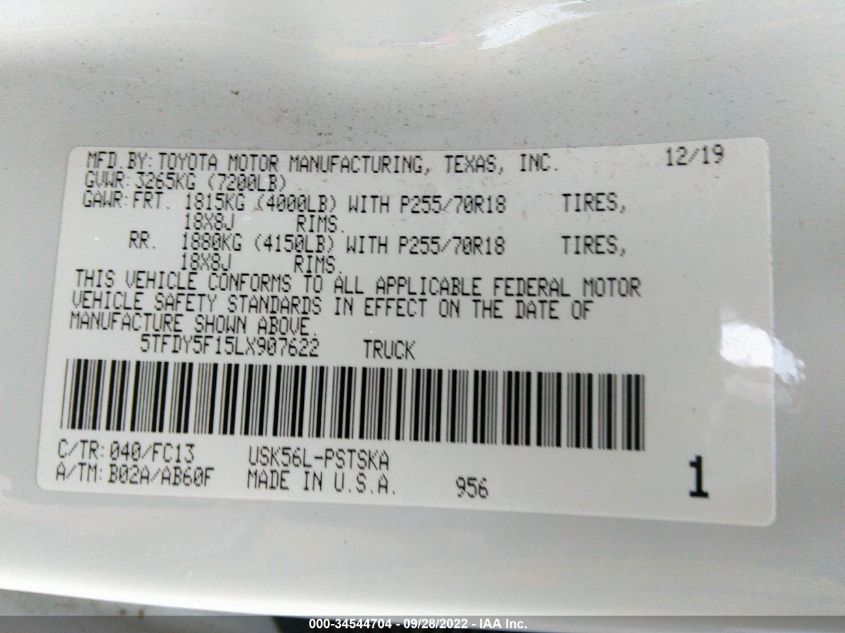 MFD.BY:TOYOTA MOTOR MANUFACTURING, TEXAS, INC. 12/19
GVWR:3265KG (7200LB)
GAWR:FRT. 1815KG (4000LB) WITH P255/70R18 TIRES,
18X8J RIMS.
RR. 1880KG (4150LB) WITH P255/70R18 TIRES,
18X8J RIMS.
THIS VEHICLE CONFORMS TO ALL APPLICABLE FEDERAL MOTOR
VEHICLE SAFETY STANDARDS IN EFFECT ON THE DATE OF
MANUFACTURE SHOWN ABOVE.
5TFDY5F15LX907622 TRUCK
C/TR:040/FC13 USK56L-PSTSKA
A/TM:B02A/AB60F MADE IN U.S.A. 956 1
000-34544704 - 09/28/2022 - IAA Inc.